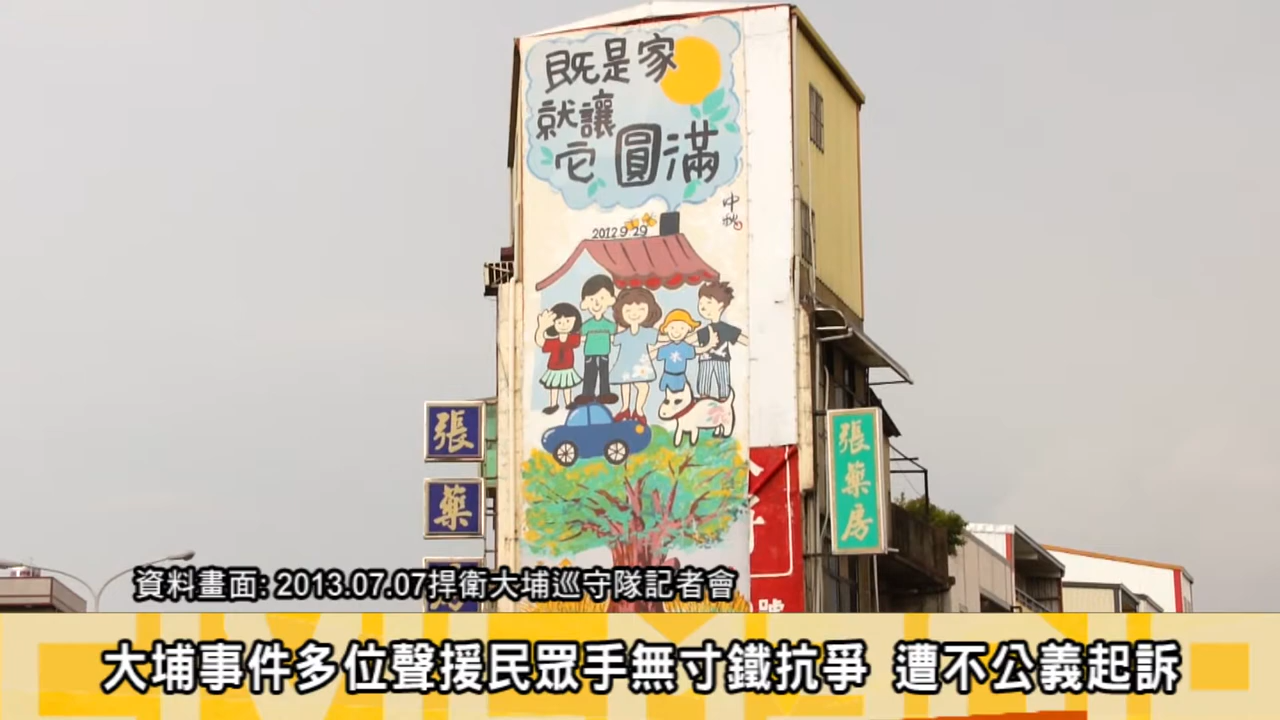 既是家
就讓
它圓滿
中秋
2012 9 29
張
藥
張藥房
號
資料畫面: 2013.07.07捍衛大埔巡守隊記者會
大埔事件多位聲援民眾手無寸鐵抗爭 遭不公義起訴